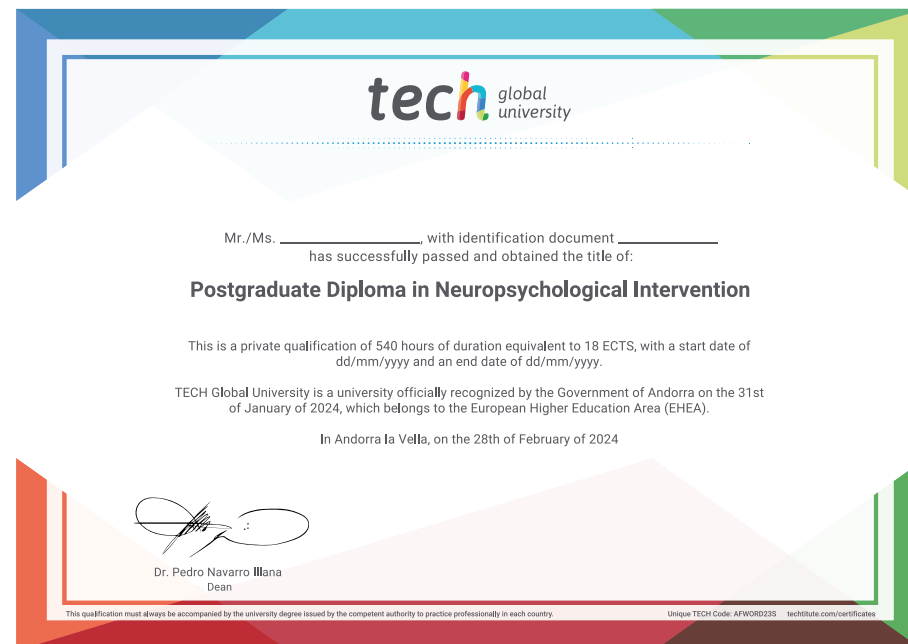 tech global university
Mr./Ms. ____________, with identification document ____________
has successfully passed and obtained the title of:
Postgraduate Diploma in Neuropsychological Intervention
This is a private qualification of 540 hours of duration equivalent to 18 ECTS, with a start date of
dd/mm/yyyy and an end date of dd/mm/yyyy.
TECH Global University is a university officially recognized by the Government of Andorra on the 31st
of January of 2024, which belongs to the European Higher Education Area (EHEA).
In Andorra la Vella, on the 28th of February of 2024
Dr. Pedro Navarro Illana
Dean
This qualification must always be accompanied by the university degree issued by the competent authority to practice professionally in each country.
Unique TECH Code: AFWORD23S techtitute.com/certificates